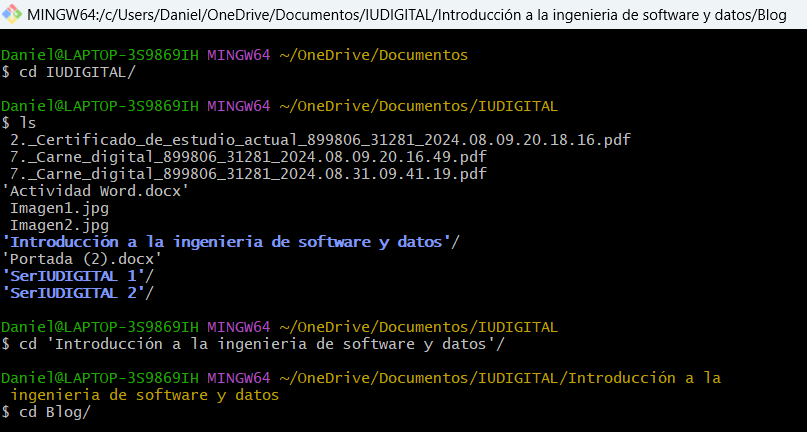 MINGW64:/c/Users/Daniel/OneDrive/Documentos/IUDIGITAL/Introducción a la ingenieria de software y datos/Blog
Daniel@LAPTOP-3S9869IH MINGW64 ~/OneDrive/Documentos
$ cd IUDIGITAL/
Daniel@LAPTOP-3S9869IH MINGW64 ~/OneDrive/Documentos/IUDIGITAL
$ ls
2._Certificado_de_estudio_actual_899806_31281_2024.08.09.20.18.16.pdf
7._Carne_digital_899806_31281_2024.08.09.20.16.49.pdf
7._Carne_digital_899806_31281_2024.08.31.09.41.19.pdf
'Actividad Word.docx'
Imagen1.jpg
Imagen2.jpg
'Introducción a la ingenieria de software y datos'/
'Portada (2).docx'
'SerIUDIGITAL 1'/
'SerIUDIGITAL 2'/
Daniel@LAPTOP-3S9869IH MINGW64 ~/OneDrive/Documentos/IUDIGITAL
$ cd 'Introducción a la ingenieria de software y datos'/
Daniel@LAPTOP-3S9869IH MINGW64 ~/OneDrive/Documentos/IUDIGITAL/Introducción a la
ingenieria de software y datos
$ cd Blog/